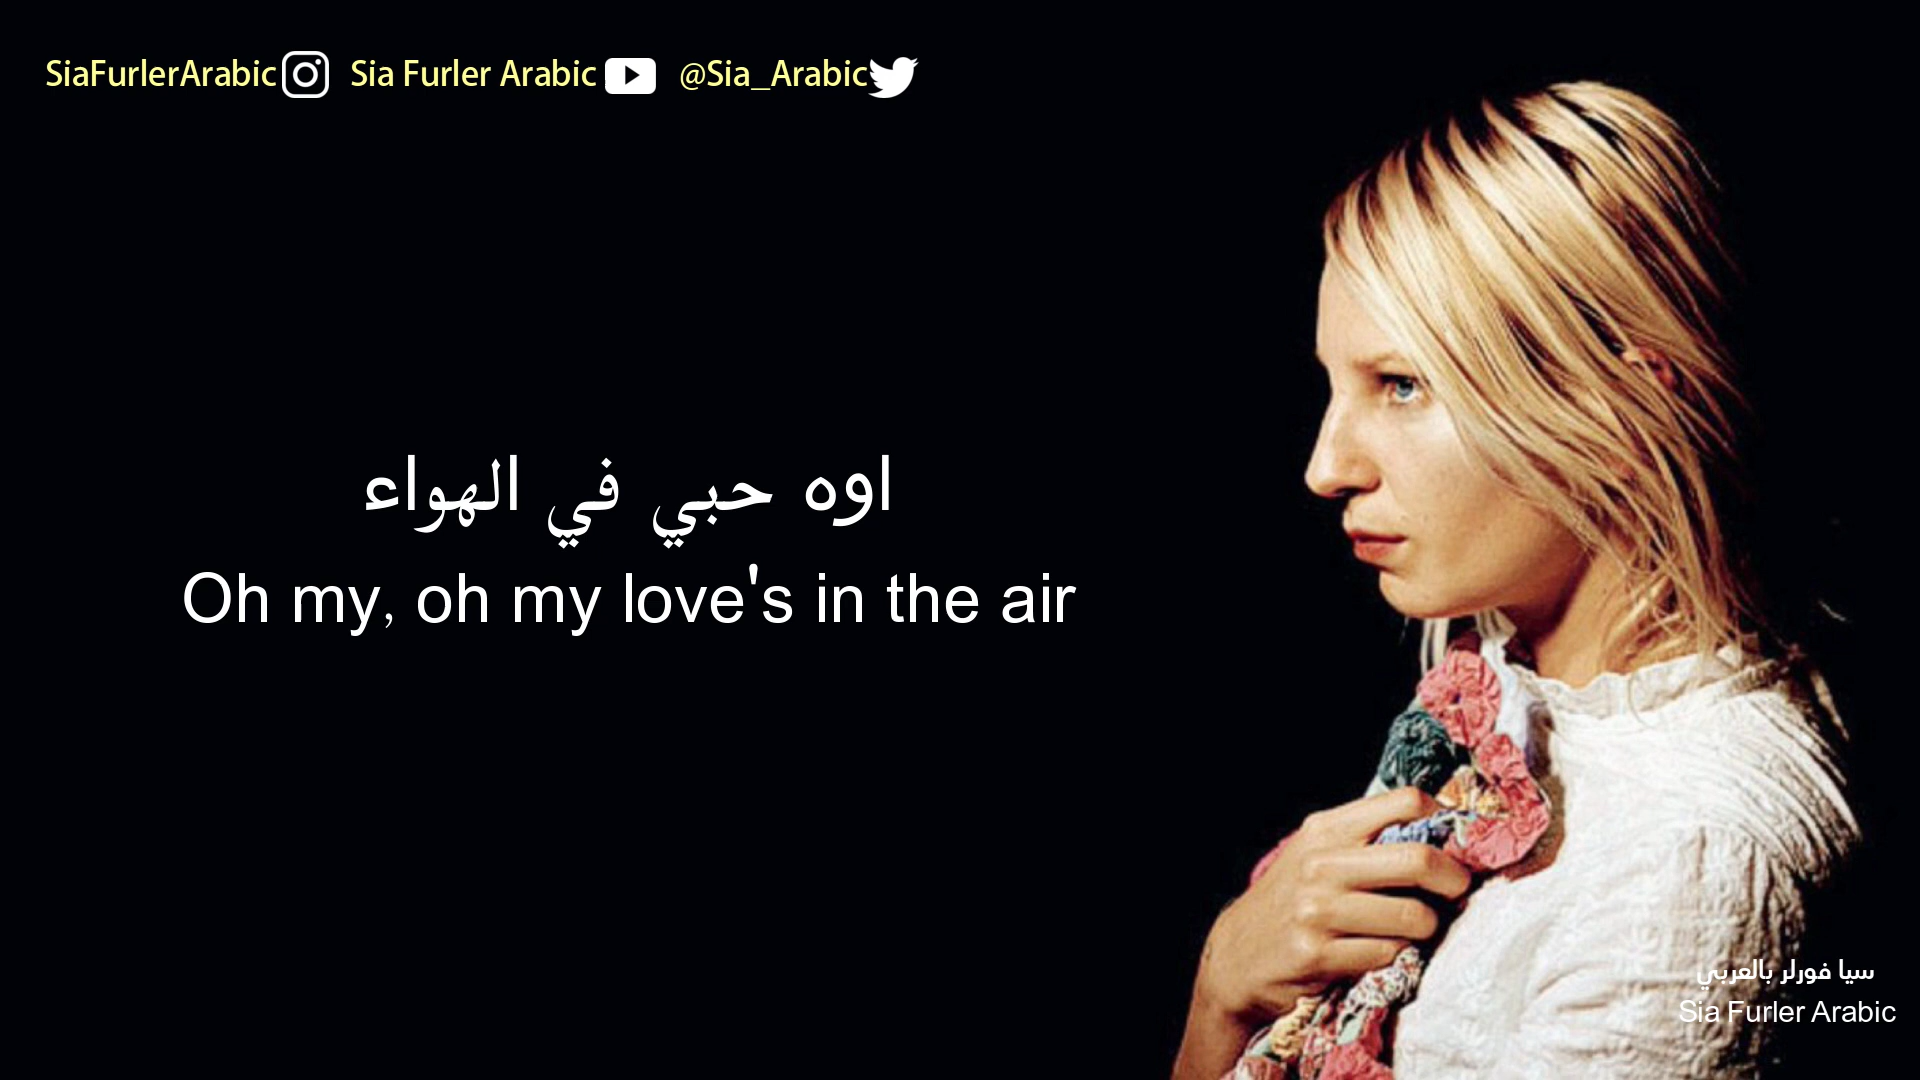 SiaFurlerArabic Sia Furler Arabic @Sia_Arabic
اوه حبي في الهواء
Oh my, oh my love's in the air
سيا فورلر بالعربي
Sia Furler Arabic